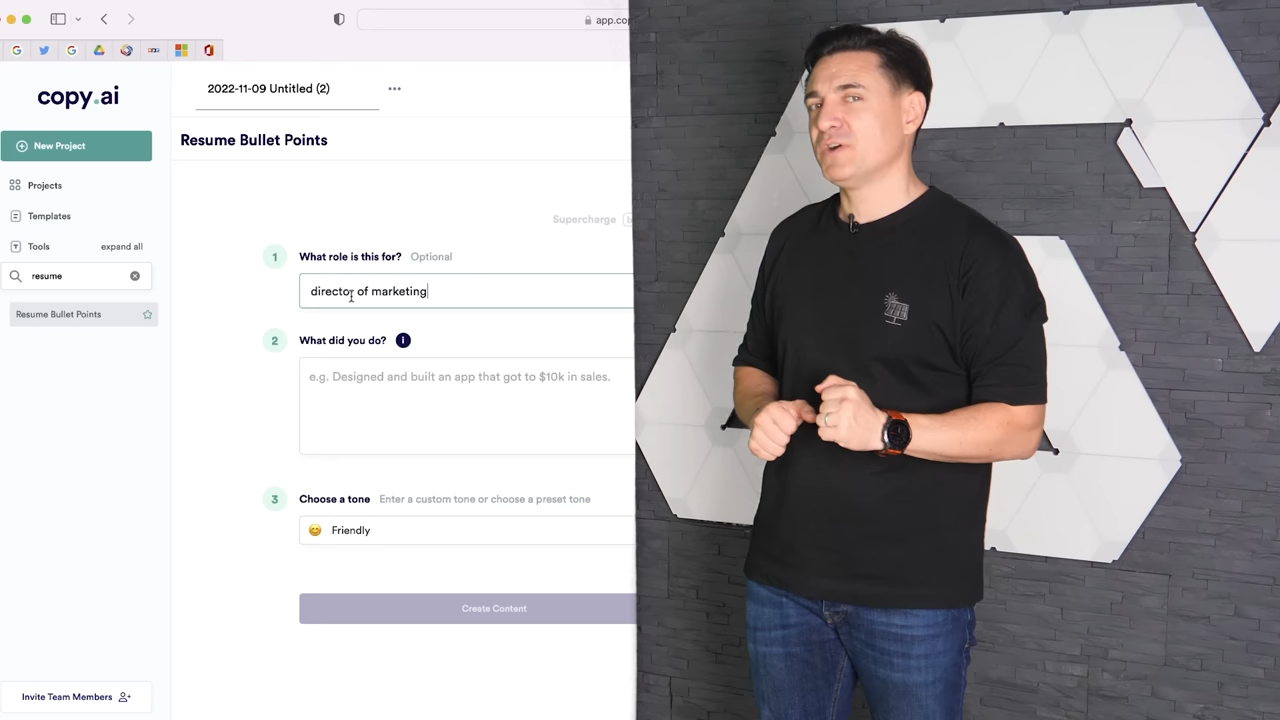 app.cop
copy.ai
2022-11-09 Untitled (2)
New Project
Resume Bullet Points
Projects
Templates
Supercharge
Tools expand all
1 What role is this for? Optional
resume
director of marketing
Resume Bullet Points
2 What did you do? i
e.g. Designed and built an app that got to $10k in sales.
3 Choose a tone Enter a custom tone or choose a preset tone
Friendly
Create Content
Invite Team Members